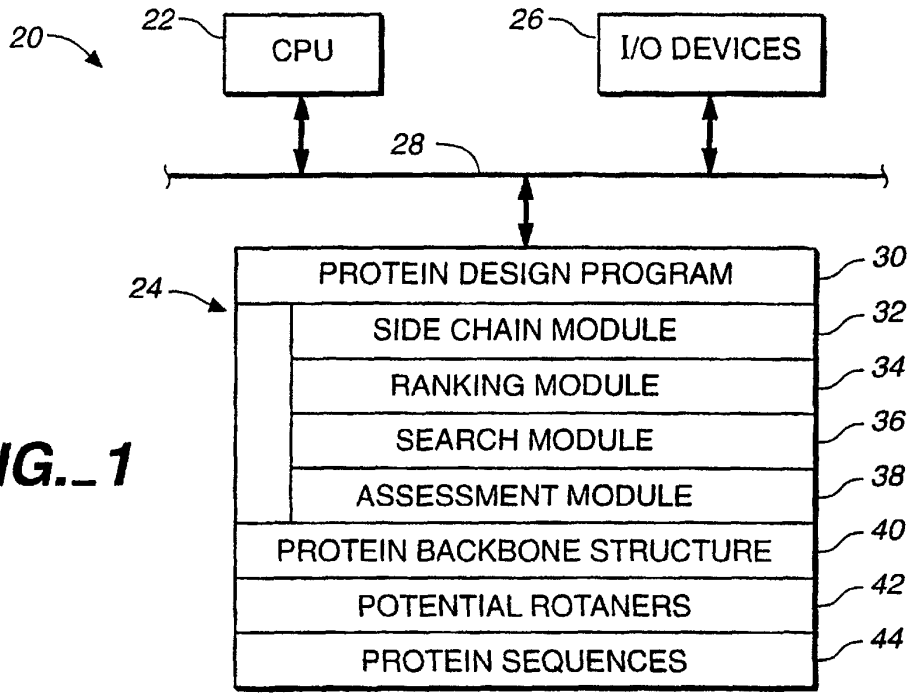 20
22
CPU
26
I/O DEVICES
28
24
PROTEIN DESIGN PROGRAM
30
SIDE CHAIN MODULE
32
RANKING MODULE
34
SEARCH MODULE
36
ASSESSMENT MODULE
38
PROTEIN BACKBONE STRUCTURE
40
POTENTIAL ROTANERS
42
PROTEIN SEQUENCES
44
IG._1